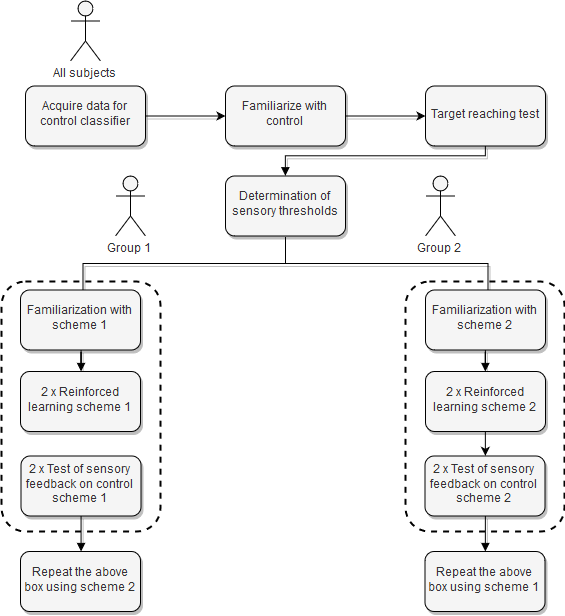 All subjects
Acquire data for
control classifier
Familiarize with
control
Target reaching test
Determination of
sensory thresholds
Group 1
Group 2
Familiarization with
scheme 1
2 x Reinforced
learning scheme 1
2 x Test of sensory
feedback on control
scheme 1
Repeat the above
box using scheme 2
Familiarization with
scheme 2
2 x Reinforced
learning scheme 2
2 x Test of sensory
feedback on control
scheme 2
Repeat the above
box using scheme 1